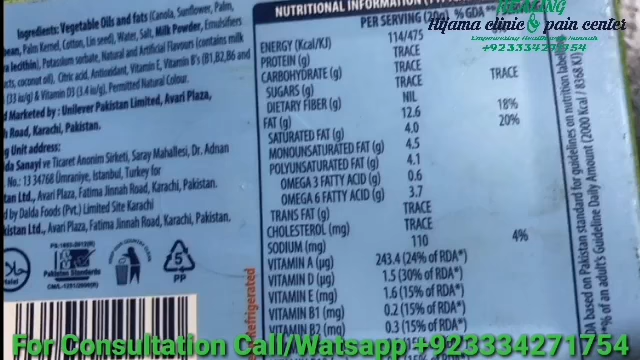 HEALING
Hijama clinic & pain center
Empowering
+923334271754
Ingredients: Vegetable Oils and fats (Canola, Sunflower, Palm,
Palm Kernel, Cotton, Lin seed), Water, Salt, Milk Powder, Emulsifiers
lecithin), Potassium sorbate, Natural and Artificial Flavours (contains milk
coconut oil), Citric acid, Antioxidant, Vitamin E, Vitamin B's (B1,B2,B6 and
(33 iu/g) & Vitamin D3 (3.4 iu/g), Permitted Natural Colour.
Marketed by: Unilever Pakistan Limited, Avari Plaza,
Road, Karachi, Pakistan.
Unit address:
Sanayi ve Ticaret Anonim Sirketi, Saray Mahallesi, Dr. Adnan
No.: 13 34768 Ümraniye, Istanbul, Turkey for
Ltd., Avari Plaza, Fatima Jinnah Road, Karachi, Pakistan.
by Dalda Foods (Pvt.) Limited Site Karachi
Ltd., Avari Plaza, Fatima Jinnah Road, Karachi, Pakistan.
Pakistan Standards
5
PP
Refrigerated
NUTRITIONAL INFORMATION
PER SERVING % GDA**
ENERGY (Kcal/KJ) 114/475
PROTEIN (g) TRACE
CARBOHYDRATE (g) TRACE TRACE
SUGARS (g) TRACE
DIETARY FIBER (g) NIL
FAT (g) 12.6 18%
SATURATED FAT (g) 4.0 20%
MONOUNSATURATED FAT (g) 4.5
POLYUNSATURATED FAT (g) 4.1
OMEGA 3 FATTY ACID (g) 0.6
OMEGA 6 FATTY ACID (g) 3.7
TRANS FAT (g) TRACE
CHOLESTEROL (mg) TRACE
SODIUM (mg) 110 4%
VITAMIN A (µg) 243.4 (24% of RDA*)
VITAMIN D (µg) 1.5 (30% of RDA*)
VITAMIN E (mg) 1.6 (15% of RDA*)
VITAMIN B1 (mg) 0.2 (15% of RDA*)
VITAMIN B2 (mg) 0.3 (15% of RDA*)
based on Pakistan standard for guidelines on nutrition
% of an adult's Guideline Daily Amount (2000 Kcal / 8368 KJ)
For Consultation Call/Watsapp +923334271754